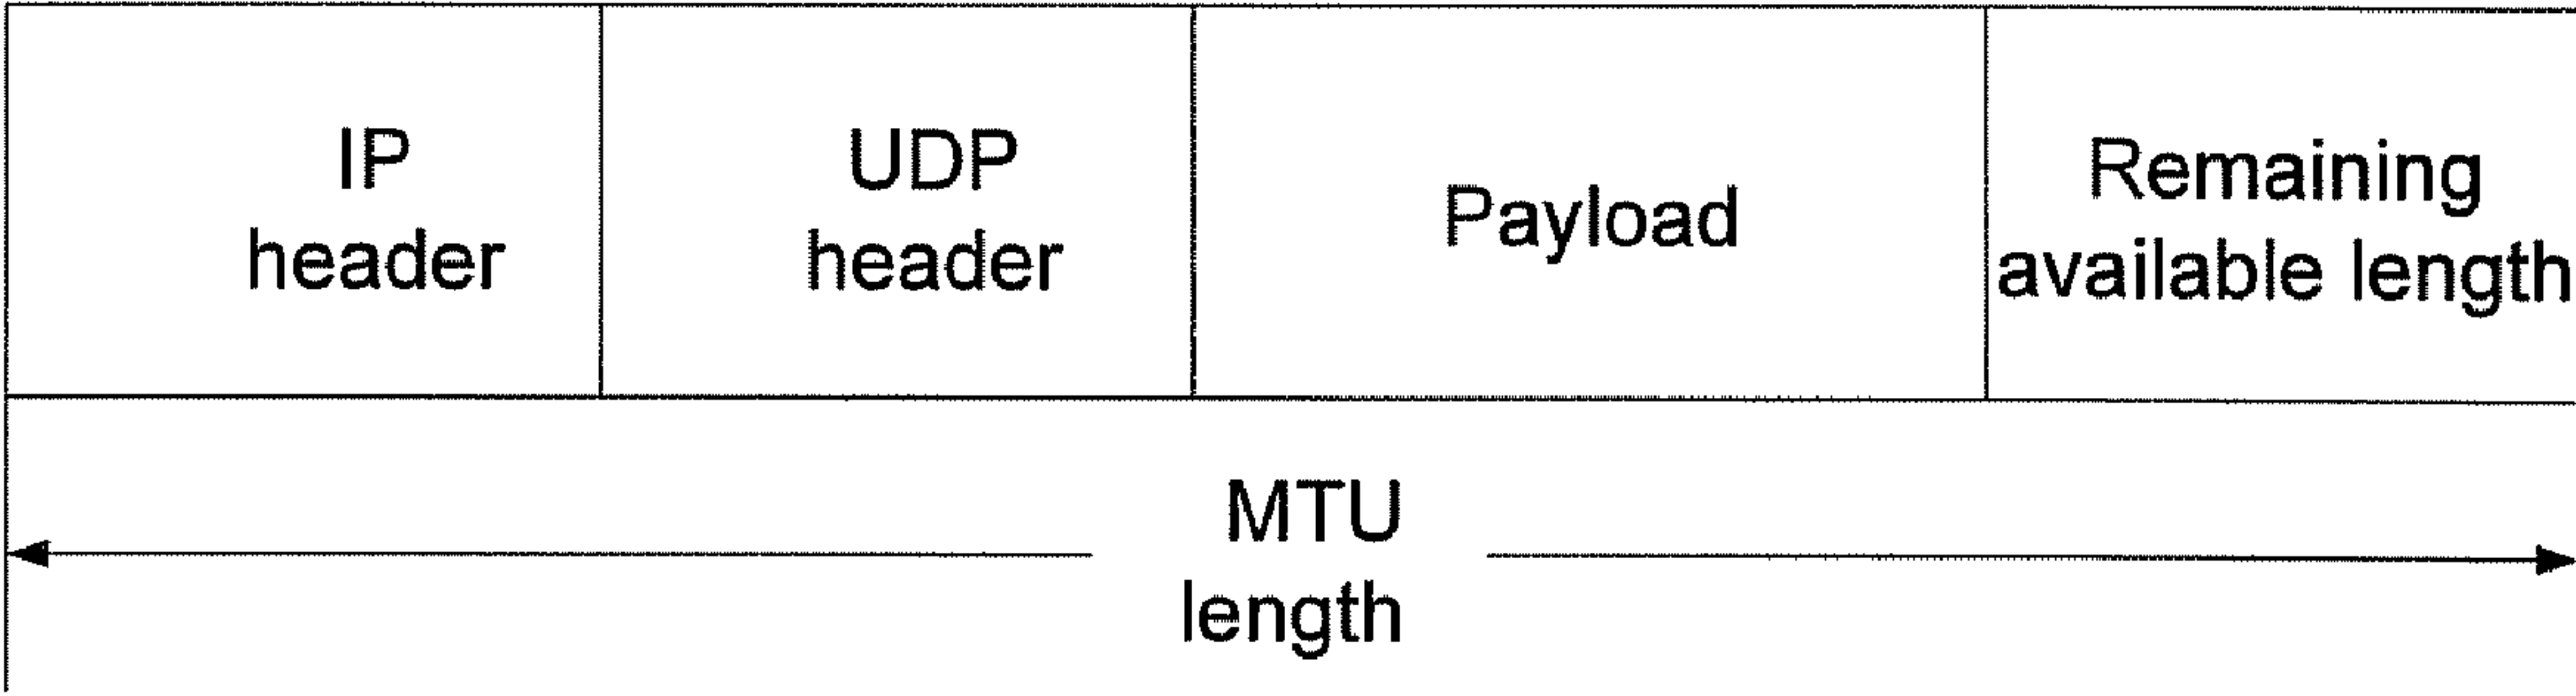 IP
header
UDP
header
Payload
Remaining
available length
MTU
length